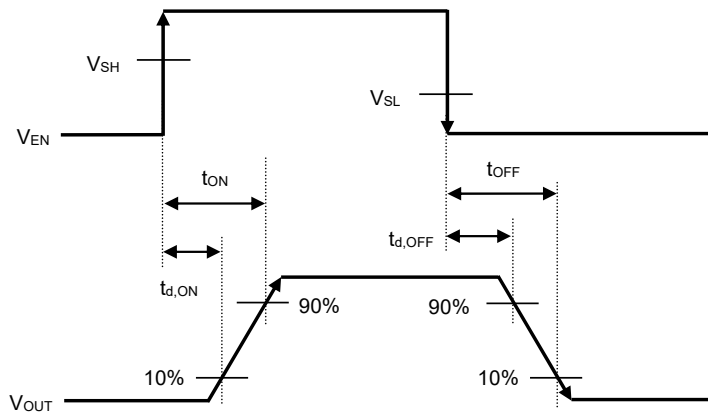 VSH
VSL
VEN
tON
tOFF
td,OFF
td,ON
90%
90%
10%
10%
VOUT